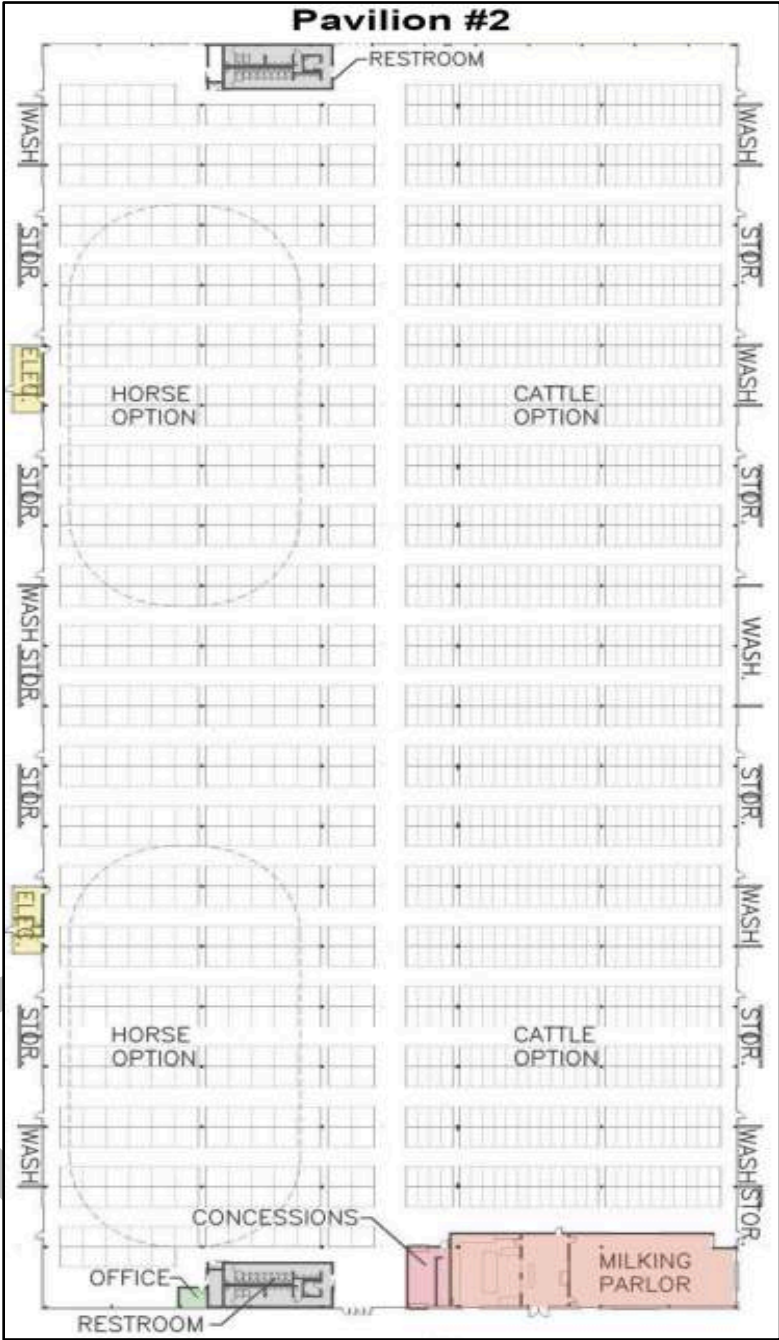 Pavilion #2
RESTROOM
WASH
WASH
STOR.
STOR.
ELEC.
WASH
HORSE
OPTION
CATTLE
OPTION
STOR.
STOR.
WASH
STOR.
WASH.
STOR.
STOR.
ELEC.
WASH
STOR.
STOR.
HORSE
OPTION
CATTLE
OPTION
WASH
WASH
STOR.
CONCESSIONS
MILKING
PARLOR
OFFICE
RESTROOM